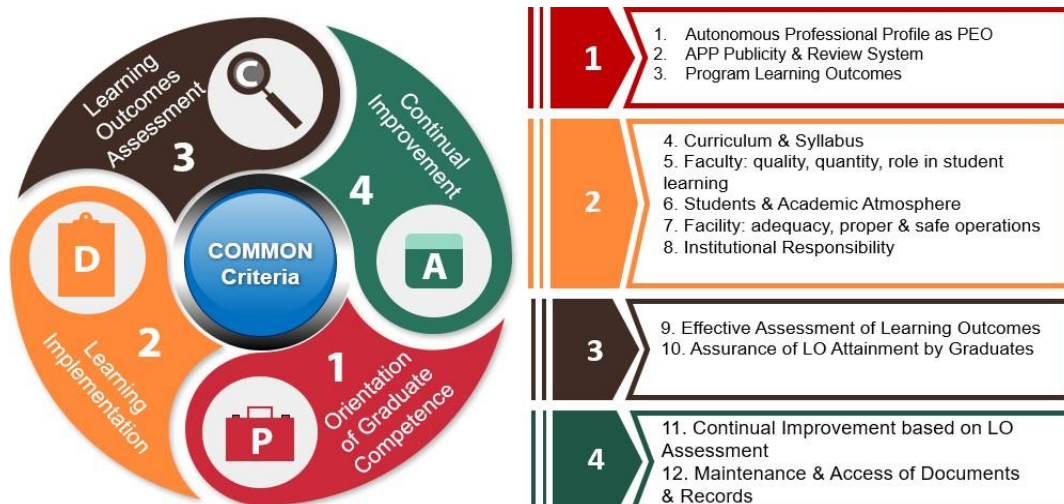 Learning
Outcomes
Assessment
3
C
Continual
Improvement
4
A
COMMON
Criteria
D
2
Learning
Implementation
P
1
Orientation
of Graduate
Competence
1
1. Autonomous Professional Profile as PEO
2. APP Publicity & Review System
3. Program Learning Outcomes
2
4. Curriculum & Syllabus
5. Faculty: quality, quantity, role in student
learning
6. Students & Academic Atmosphere
7. Facility: adequacy, proper & safe operations
8. Institutional Responsibility
3
9. Effective Assessment of Learning Outcomes
10. Assurance of LO Attainment by Graduates
4
11. Continual Improvement based on LO
Assessment
12. Maintenance & Access of Documents
& Records